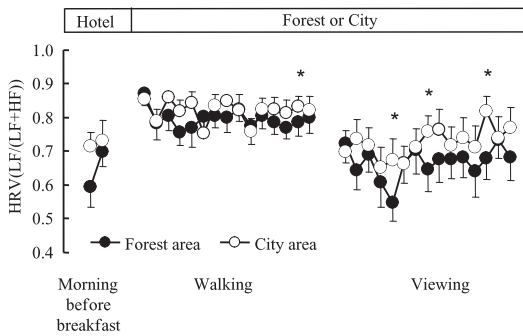 Hotel Forest or City
HRV(LF/(LF+HF))
1.0
0.9
0.8
0.7
0.6
0.5
0.4
*
*
*
*
Forest area City area
Morning
before
breakfast
Walking
Viewing